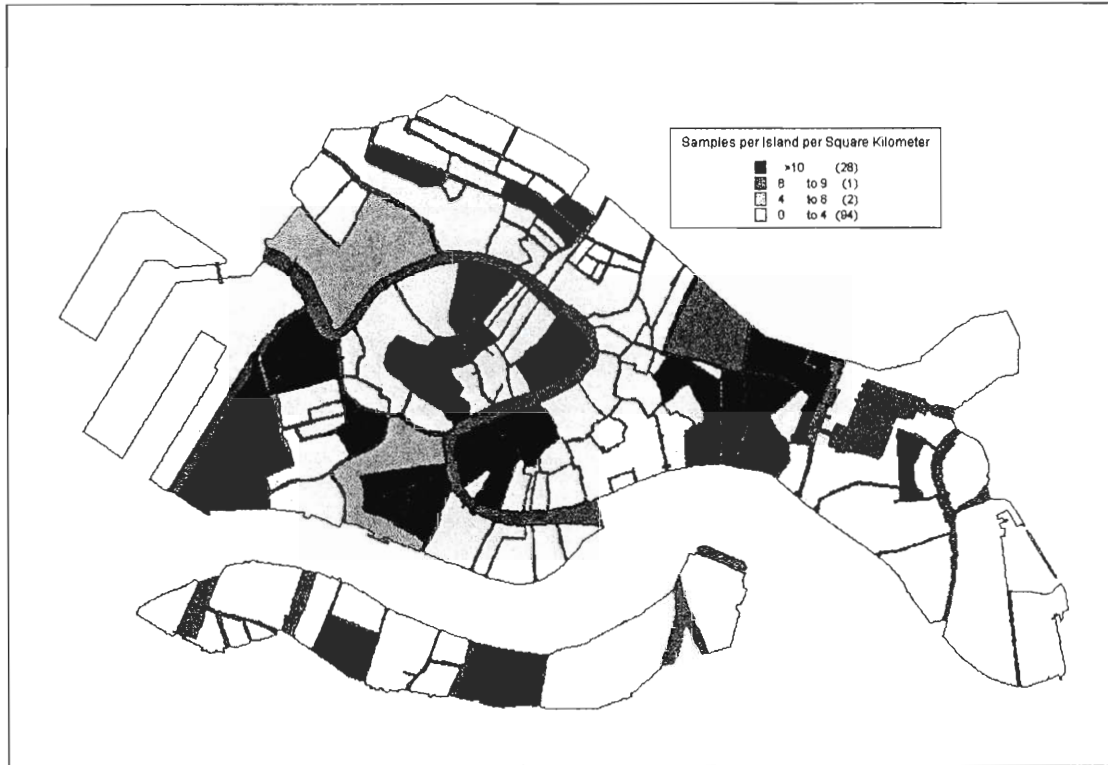 Samples per Island per Square Kilometer
>10 (28)
8 to 9 (1)
4 to 8 (2)
0 to 4 (94)